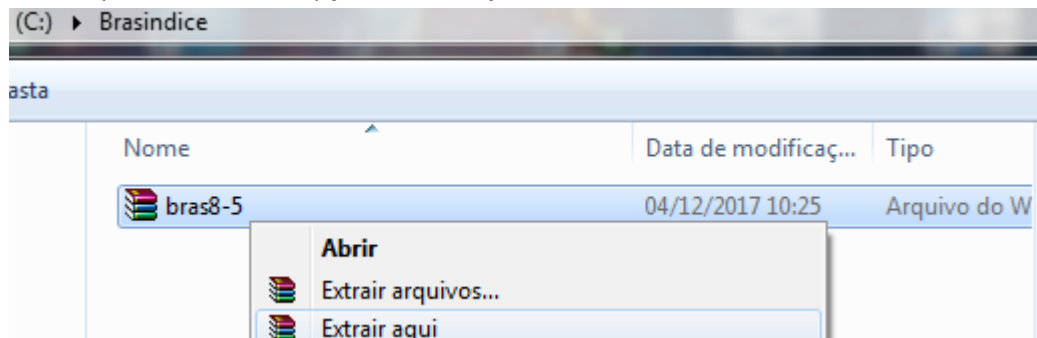 (C:) ▸ Brasindice
asta
Nome Data de modificaç... Tipo
bras8-5 04/12/2017 10:25 Arquivo do W
Abrir
Extrair arquivos...
Extrair aqui